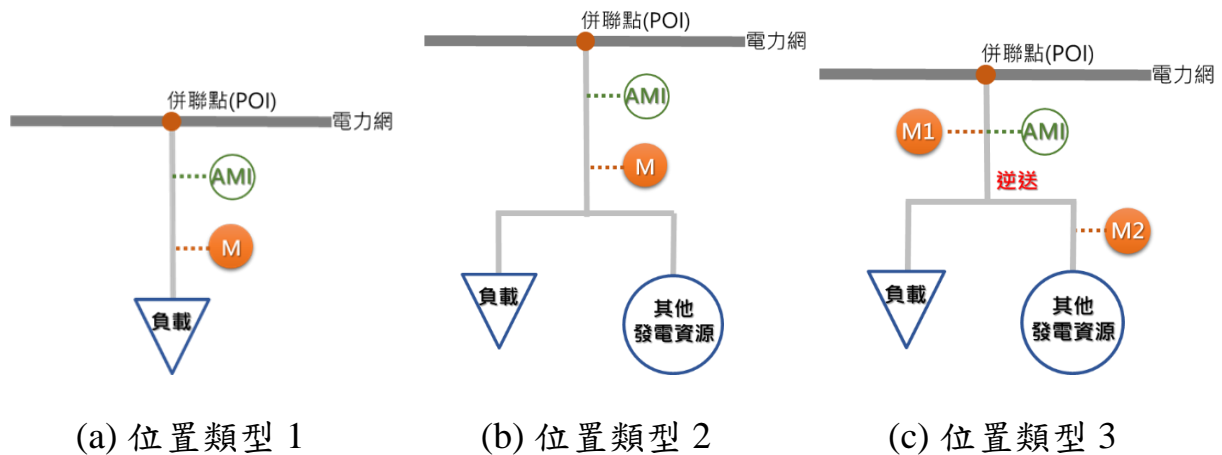 併聯點(POI)
電力網
AMI
M
負載
(a) 位置類型 1
併聯點(POI)
電力網
AMI
M
負載
其他
發電資源
(b) 位置類型 2
併聯點(POI)
電力網
M1
AMI
逆送
M2
負載
其他
發電資源
(c) 位置類型 3